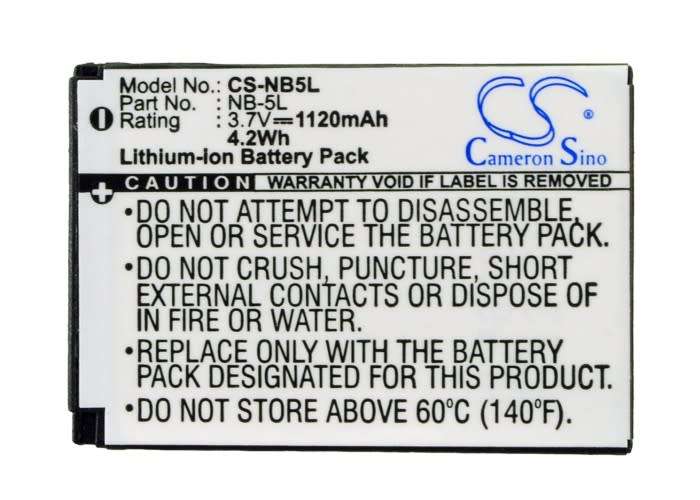 Model No.: CS-NB5L
Part No. : NB-5L
Rating : 3.7V⎓1120mAh
4.2Wh
Lithium-ion Battery Pack
CS
Cameron Sino
CAUTION WARRANTY VOID IF LABEL IS REMOVED
•DO NOT ATTEMPT TO DISASSEMBLE,
OPEN OR SERVICE THE BATTERY PACK.
•DO NOT CRUSH, PUNCTURE, SHORT
EXTERNAL CONTACTS OR DISPOSE OF
IN FIRE OR WATER.
•REPLACE ONLY WITH THE BATTERY
PACK DESIGNATED FOR THIS PRODUCT.
•DO NOT STORE ABOVE 60°C (140°F).